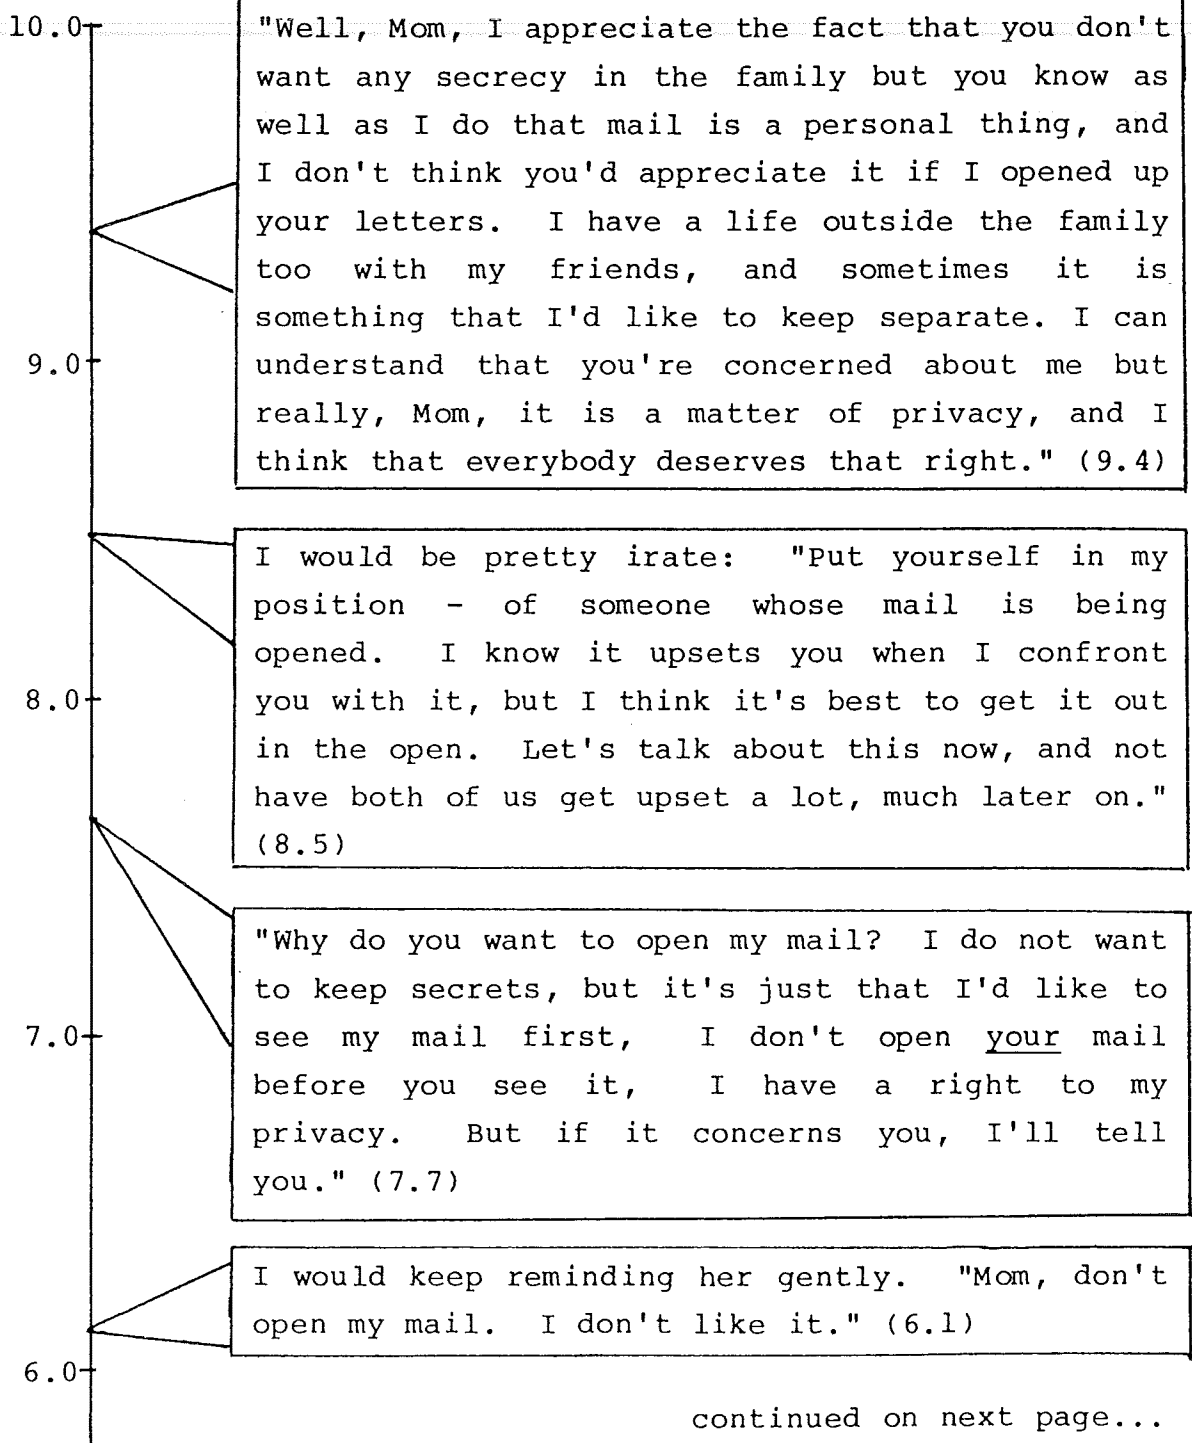 10.0
"Well, Mom, I appreciate the fact that you don't
want any secrecy in the family but you know as
well as I do that mail is a personal thing, and
I don't think you'd appreciate it if I opened up
your letters. I have a life outside the family
too with my friends, and sometimes it is
something that I'd like to keep separate. I can
9.0
understand that you're concerned about me but
really, Mom, it is a matter of privacy, and I
think that everybody deserves that right." (9.4)
I would be pretty irate: "Put yourself in my
position - of someone whose mail is being
opened. I know it upsets you when I confront
8.0
you with it, but I think it's best to get it out
in the open. Let's talk about this now, and not
have both of us get upset a lot, much later on."
(8.5)
"Why do you want to open my mail? I do not want
to keep secrets, but it's just that I'd like to
7.0
see my mail first, I don't open your mail
before you see it, I have a right to my
privacy. But if it concerns you, I'll tell
you." (7.7)
I would keep reminding her gently. "Mom, don't
open my mail. I don't like it." (6.1)
6.0
continued on next page...